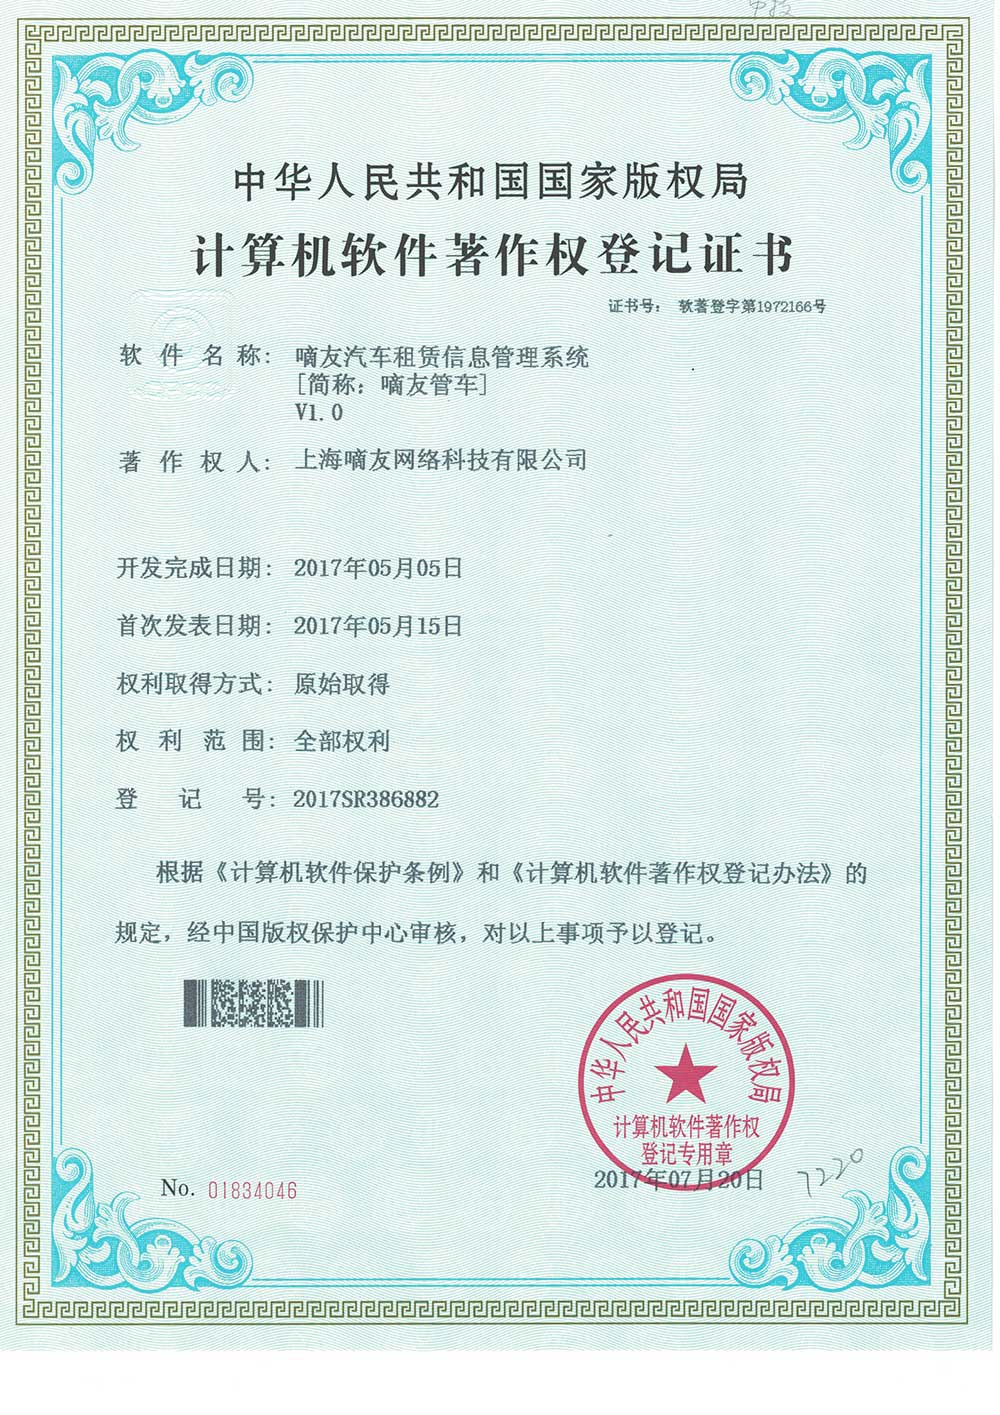 中华人民共和国国家版权局
计算机软件著作权登记证书
证书号： 软著登字第1972166号
软件名称： 嘀友汽车租赁信息管理系统
[简称：嘀友管车]
V1.0
著作权人： 上海嘀友网络科技有限公司
开发完成日期： 2017年05月05日
首次发表日期： 2017年05月15日
权利取得方式： 原始取得
权利范围： 全部权利
登记号： 2017SR386882
根据《计算机软件保护条例》和《计算机软件著作权登记办法》的
规定，经中国版权保护中心审核，对以上事项予以登记。
中华人民共和国国家版权局
计算机软件著作权
登记专用章
2017年07月20日
No. 01834046
7220